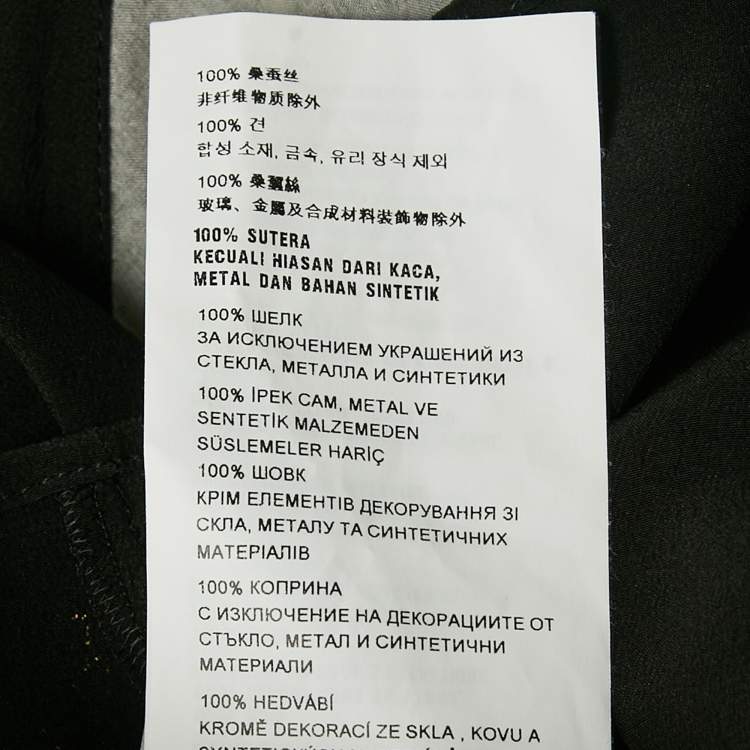 100% 桑蚕丝
非纤维物质除外
100% 견
합성 소재, 금속, 유리 장식 제외
100% 桑蠶絲
玻璃、金屬及合成材料裝飾物除外
100% SUTERA
KECUALI HIASAN DARI KACA,
METAL DAN BAHAN SINTETIK
100% ШЕЛК
ЗА ИСКЛЮЧЕНИЕМ УКРАШЕНИЙ ИЗ
СТЕКЛА, МЕТАЛЛА И СИНТЕТИКИ
100% İPEK CAM, METAL VE
SENTETİK MALZEMEDEN
SÜSLEMELER HARİÇ
100% ШОВК
КРІМ ЕЛЕМЕНТІВ ДЕКОРУВАННЯ ЗІ
СКЛА, МЕТАЛУ ТА СИНТЕТИЧНИХ
МАТЕРІАЛІВ
100% КОПРИНА
С ИЗКЛЮЧЕНИЕ НА ДЕКОРАЦИИТЕ ОТ
СТЪКЛО, МЕТАЛ И СИНТЕТИЧНИ
МАТЕРИАЛИ
100% HEDVÁBÍ
KROMĚ DEKORACÍ ZE SKLA , KOVU A